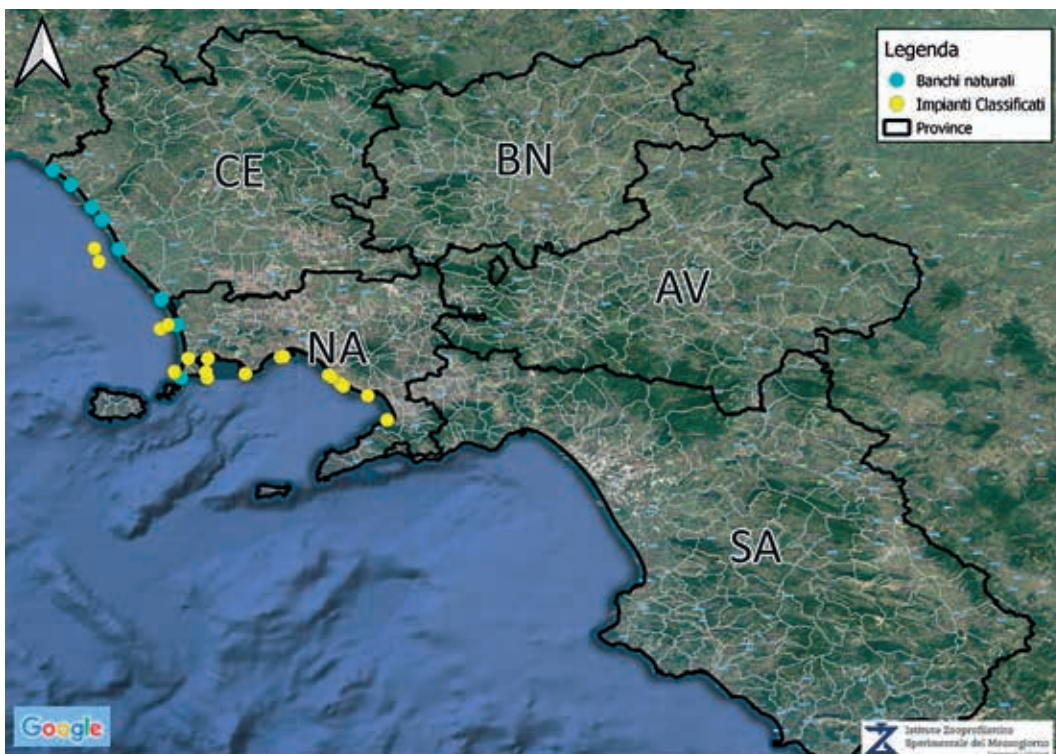 Legenda
Banchi naturali
Impianti Classificati
Province
CE
BN
AV
NA
SA
Google
Istituto Zooprofilattico
Sperimentale del Mezzogiorno